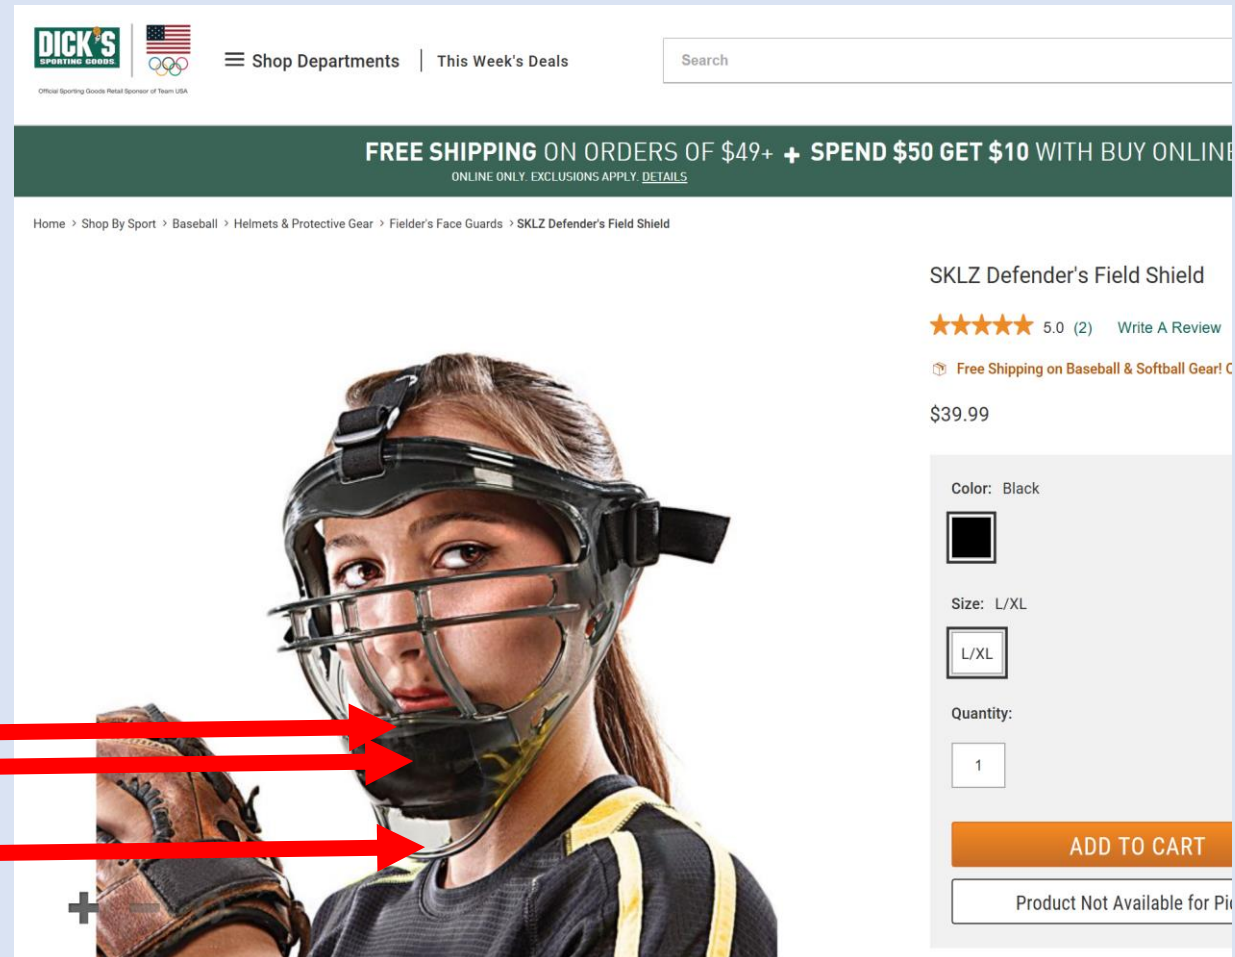 DICK'S
SPORTING GOODS
Official Sporting Goods Retail Sponsor of Team USA
Shop Departments
This Week's Deals
Search
FREE SHIPPING ON ORDERS OF $49+ + SPEND $50 GET $10 WITH BUY ONLINE
ONLINE ONLY. EXCLUSIONS APPLY. DETAILS
Home > Shop By Sport > Baseball > Helmets & Protective Gear > Fielder's Face Guards > SKLZ Defender's Field Shield
SKLZ Defender's Field Shield
5.0 (2) Write A Review
Free Shipping on Baseball & Softball Gear!
$39.99
Color: Black
Size: L/XL
L/XL
Quantity:
1
ADD TO CART
Product Not Available for